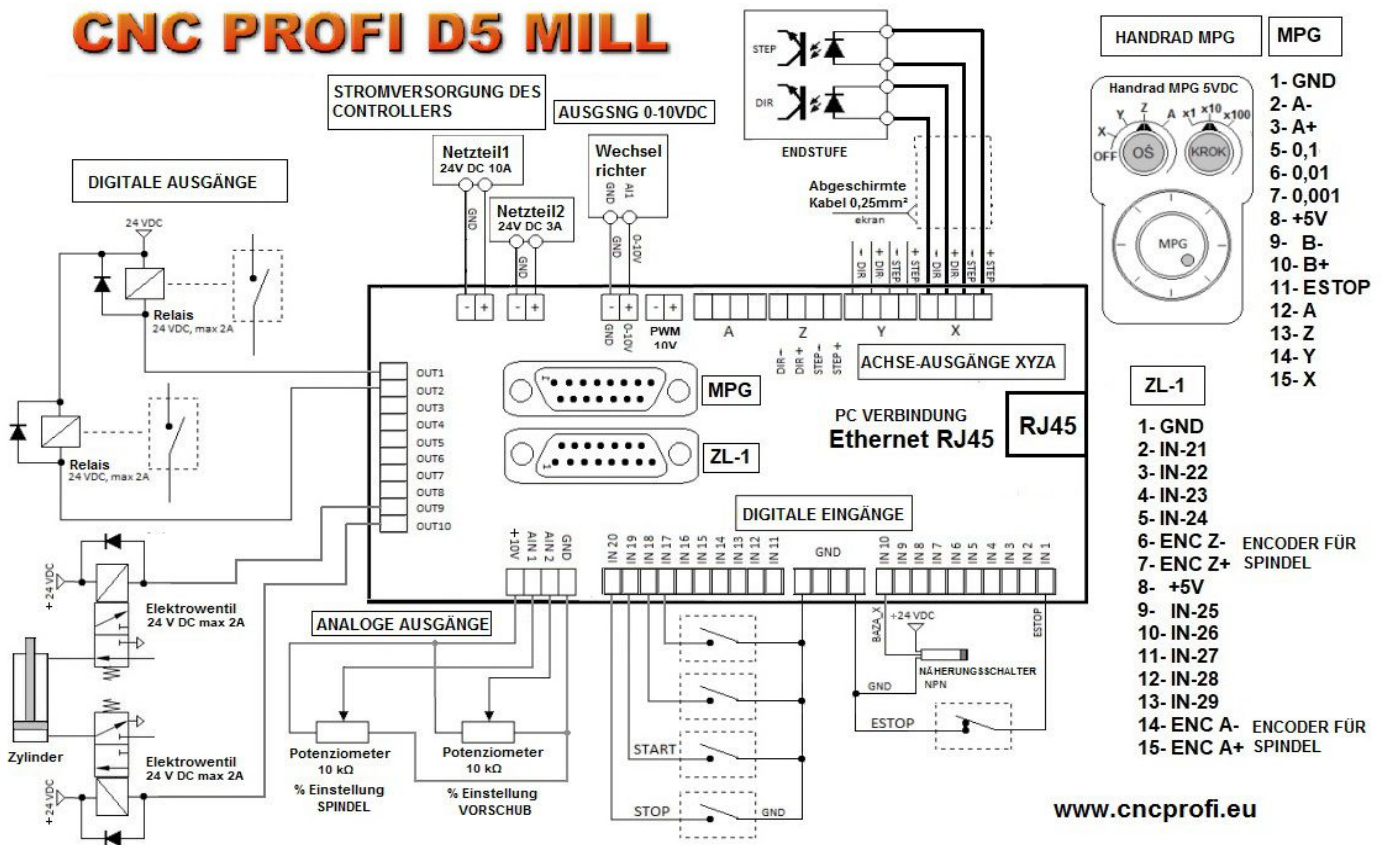 CNC PROFI D5 MILL
STROMVERSORGUNG DES
CONTROLLERS
AUSGSNG 0-10VDC
Netzteil1
24V DC 10A
GND
Netzteil2
24V DC 3A
GND
Wechsel
richter
GND
AI1
GND
0-10V
STEP
DIR
ENDSTUFE
Abgeschirmte
Kabel 0,25mm²
ekran
- DIR
+ DIR
- STEP
+ STEP
- DIR
+ DIR
- STEP
+ STEP
HANDRAD MPG
Handrad MPG 5VDC
OFF
X
Y
Z
A
x1
x10
x100
OŚ
KROK
MPG
MPG
1- GND
2- A-
3- A+
5- 0,1
6- 0,01
7- 0,001
8- +5V
9- B-
10- B+
11- ESTOP
12- A
13- Z
14- Y
15- X
DIGITALE AUSGÄNGE
24 VDC
Relais
24 VDC, max 2A
Relais
24 VDC, max 2A
- +
- +
- +
- +
GND
0-10V
PWM
10V
A
Z
Y
X
DIR-
DIR+
STEP-
STEP+
ACHSE-AUSGÄNGE XYZA
OUT1
OUT2
OUT3
OUT4
OUT5
OUT6
OUT7
OUT8
OUT9
OUT10
MPG
ZL-1
PC VERBINDUNG
Ethernet RJ45
RJ45
DIGITALE EINGÄNGE
+10V
AIN 1
AIN 2
GND
IN 20
IN 19
IN 18
IN 17
IN 16
IN 15
IN 14
IN 13
IN 12
IN 11
GND
IN 10
IN 9
IN 8
IN 7
IN 6
IN 5
IN 4
IN 3
IN 2
IN 1
ZL-1
1- GND
2- IN-21
3- IN-22
4- IN-23
5- IN-24
6- ENC Z- ENCODER FÜR
7- ENC Z+ SPINDEL
8- +5V
9- IN-25
10- IN-26
11- IN-27
12- IN-28
13- IN-29
14- ENC A- ENCODER FÜR
15- ENC A+ SPINDEL
+ 24 VDC
Elektrowentil
24 V DC max 2A
Zylinder
Elektrowentil
24 V DC max 2A
+ 24 VDC
ANALOGE AUSGÄNGE
Potenziometer
10 kΩ
% Einstellung
SPINDEL
Potenziometer
10 kΩ
% Einstellung
VORSCHUB
START
STOP
GND
BAZA_X
+24 VDC
NÄHERUNGSSCHALTER
NPN
GND
ESTOP
ESTOP
www.cncprofi.eu